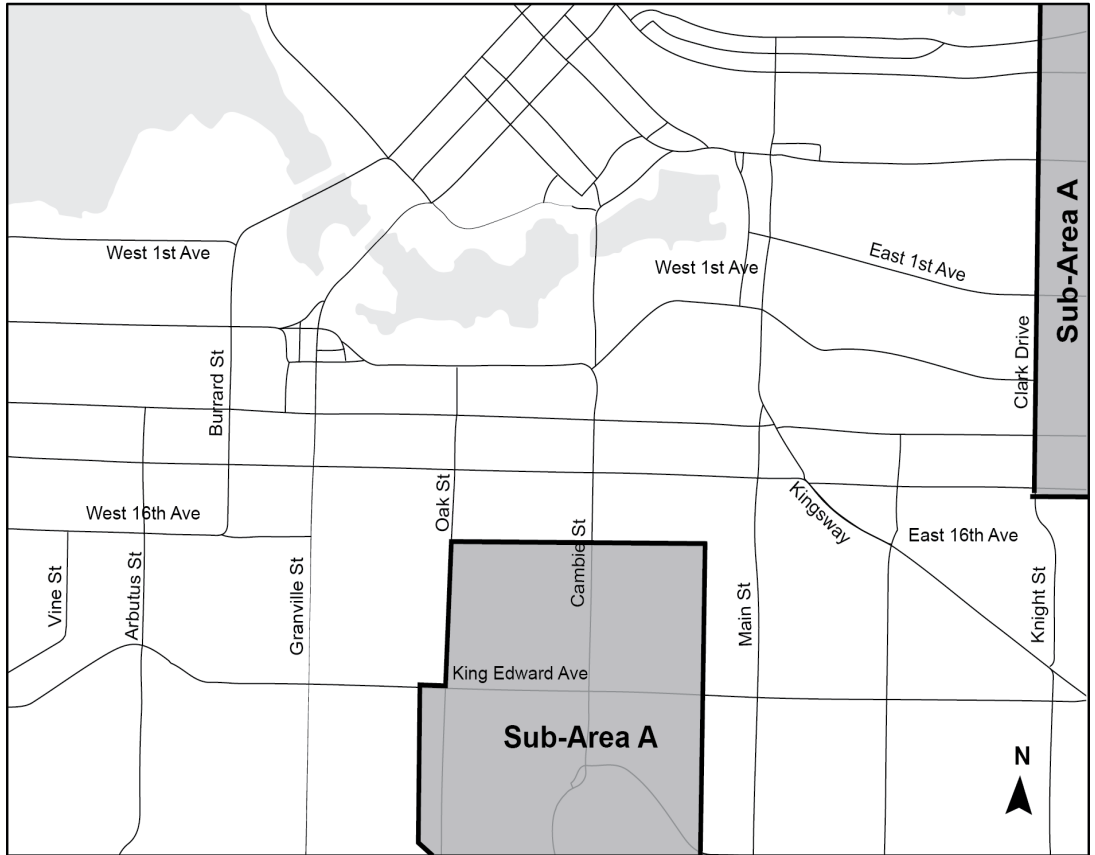 West 1st Ave
West 1st Ave
East 1st Ave
Sub-Area A
Clark Drive
Burrard St
Oak St
Kingsway
West 16th Ave
Cambie St
East 16th Ave
Vine St
Arbutus St
Granville St
Main St
Knight St
King Edward Ave
Sub-Area A
N